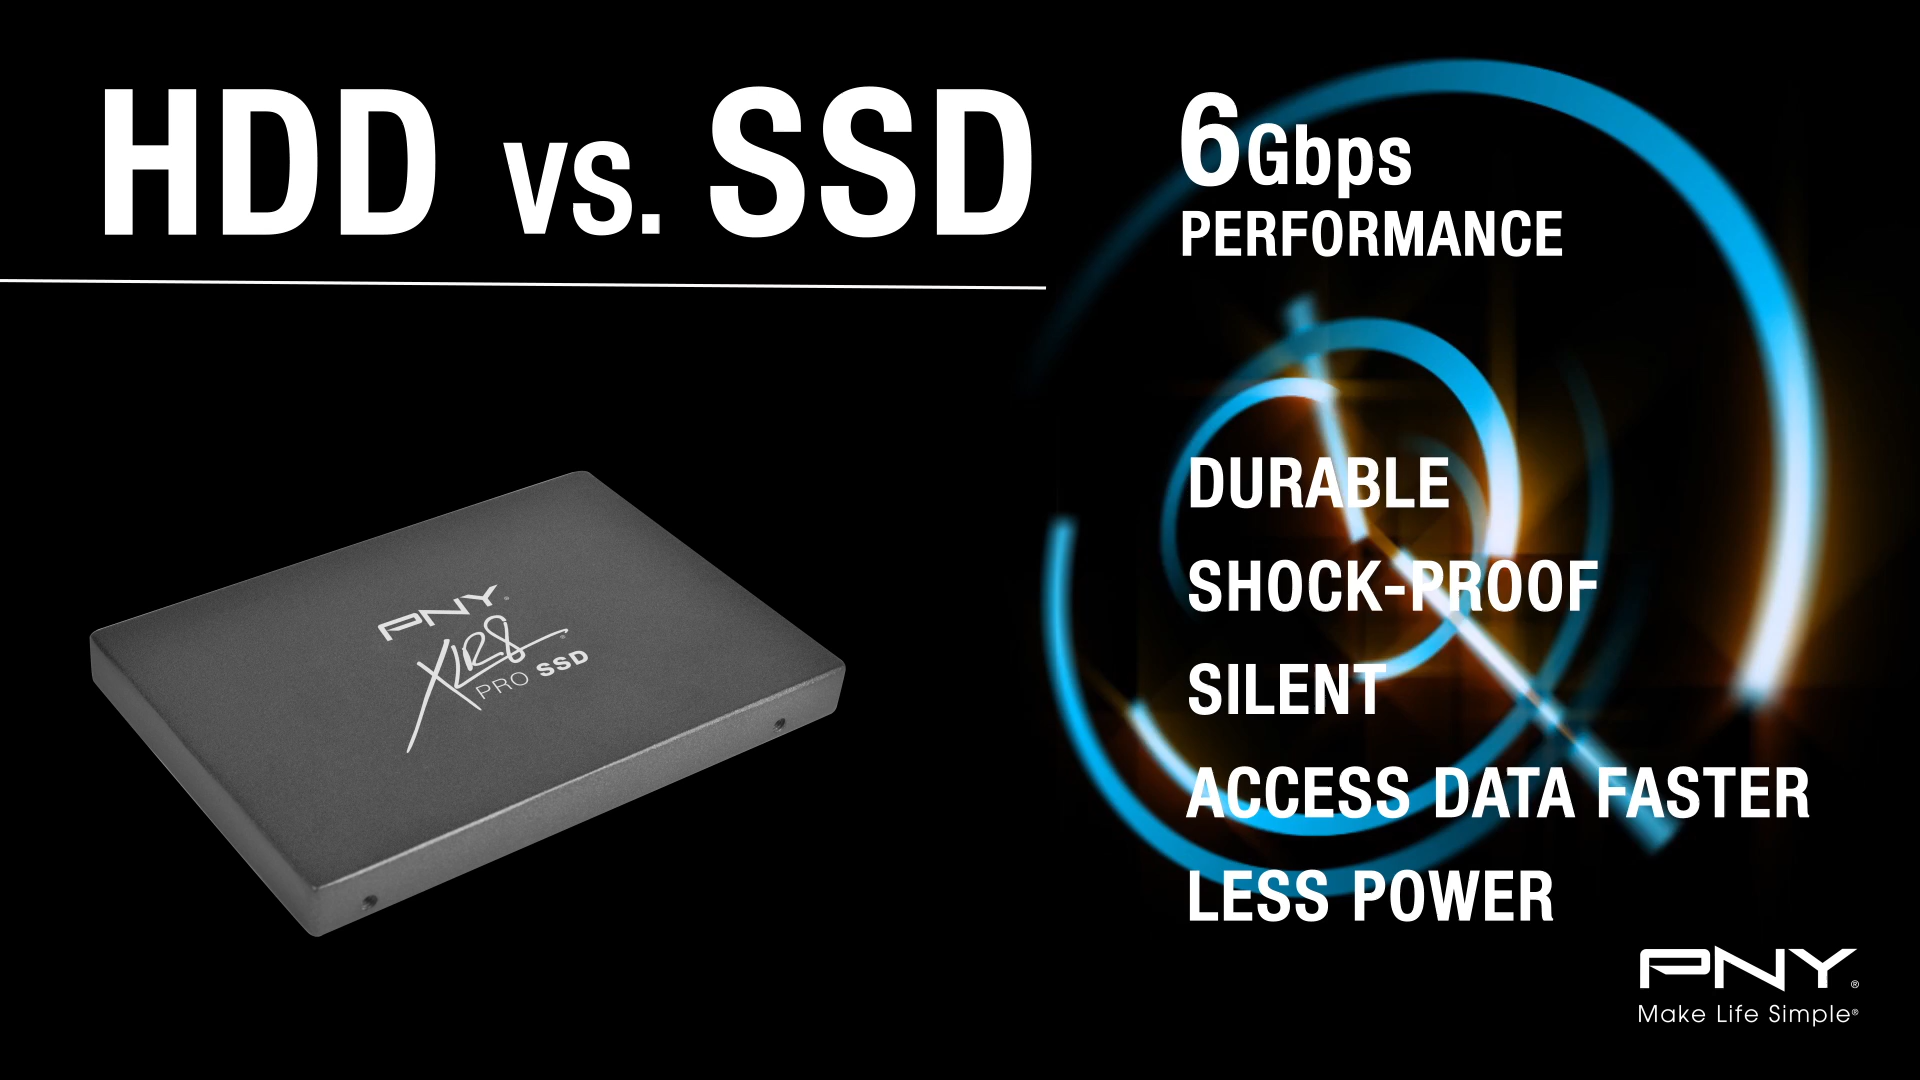 HDD vs. SSD
6Gbps
PERFORMANCE
DURABLE
SHOCK-PROOF
SILENT
ACCESS DATA FASTER
LESS POWER
PNY®
XLR8
PRO SSD
PNY®
Make Life Simple®